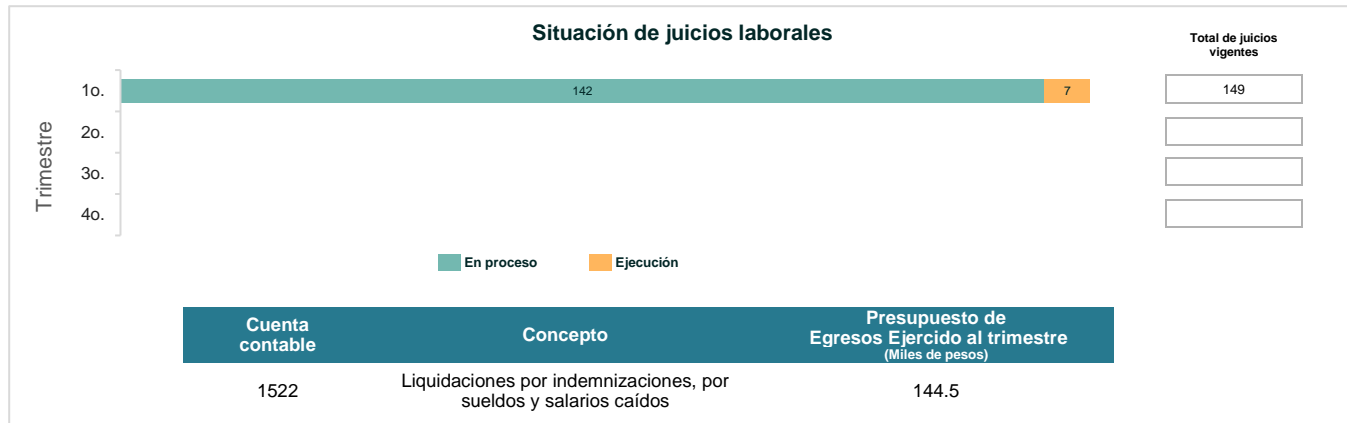 Situación de juicios laborales
Total de juicios
vigentes
Trimestre
1o.
142
7
149
2o.
3o.
4o.
En proceso
Ejecución
Cuenta
contable
Concepto
Presupuesto de
Egresos Ejercido al trimestre
(Miles de pesos)
1522
Liquidaciones por indemnizaciones, por
sueldos y salarios caídos
144.5